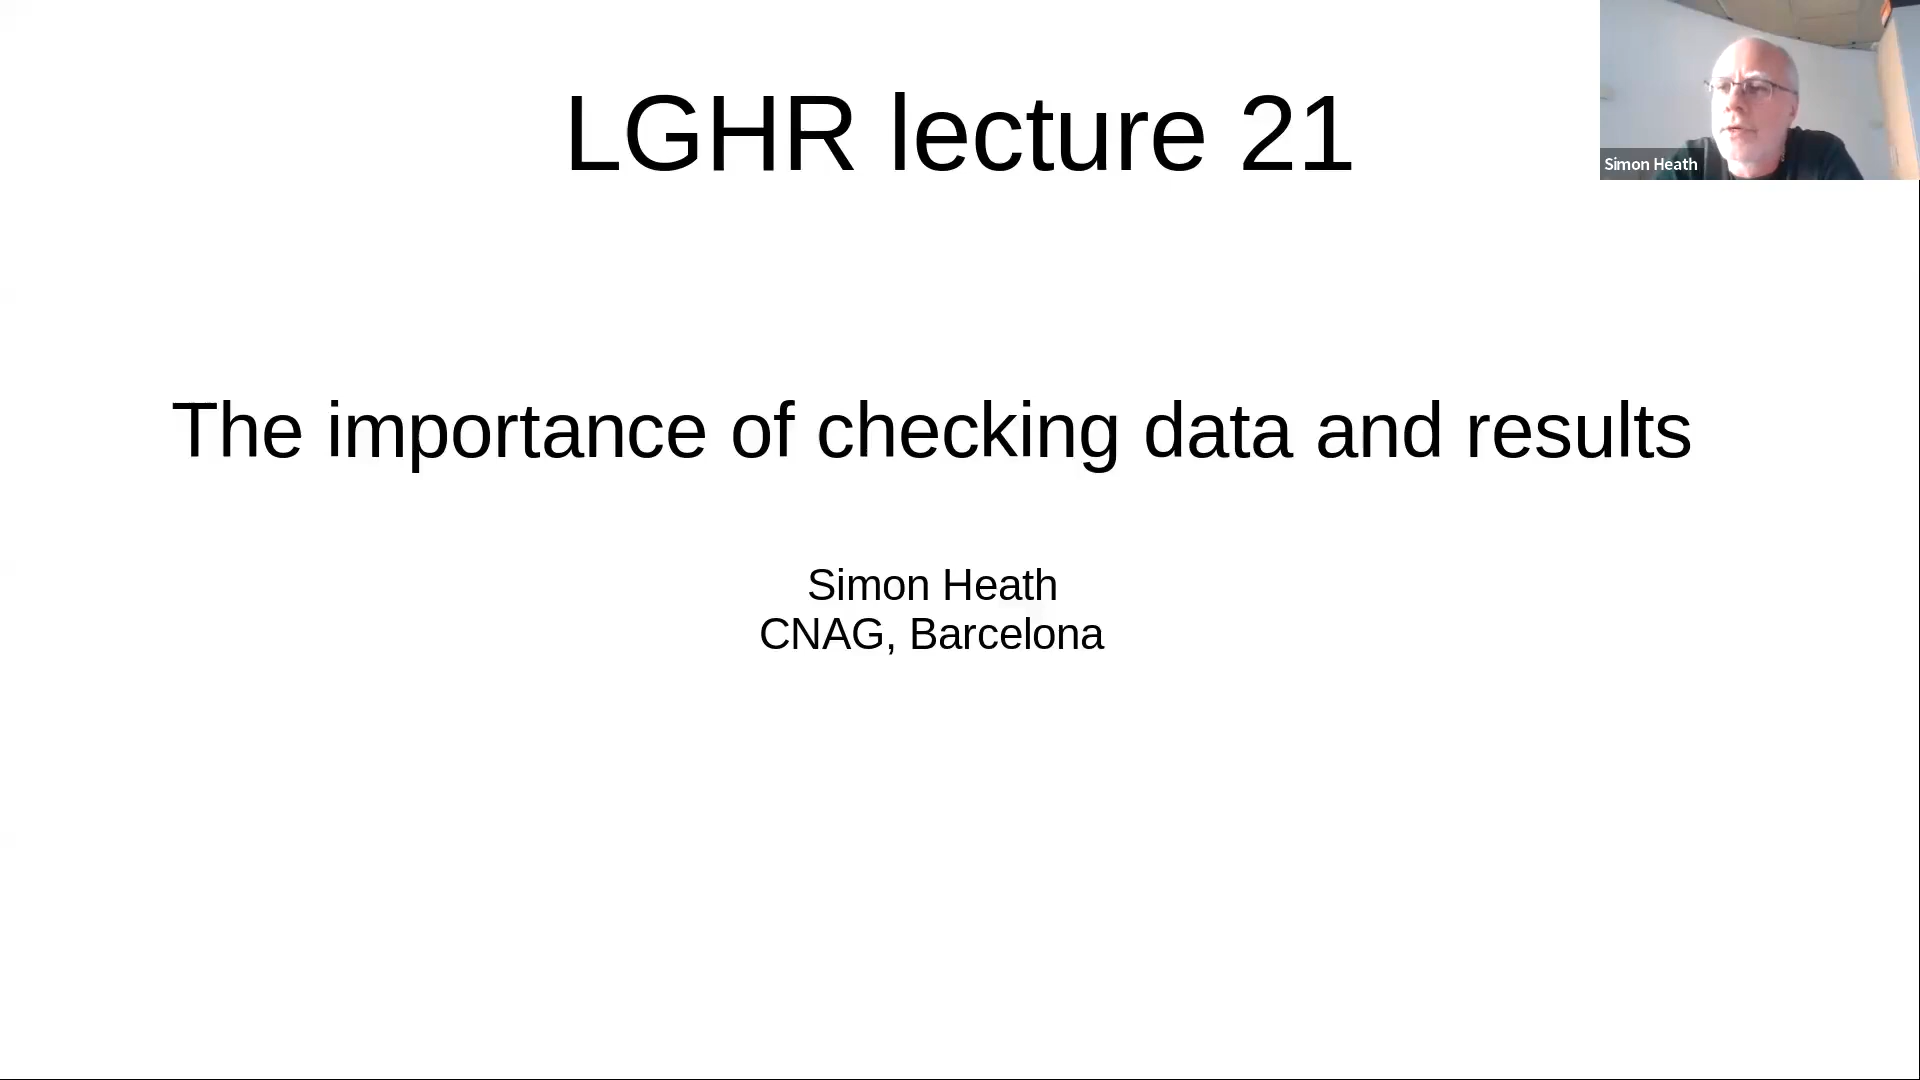 LGHR lecture 21
Simon Heath
The importance of checking data and results
Simon Heath
CNAG, Barcelona